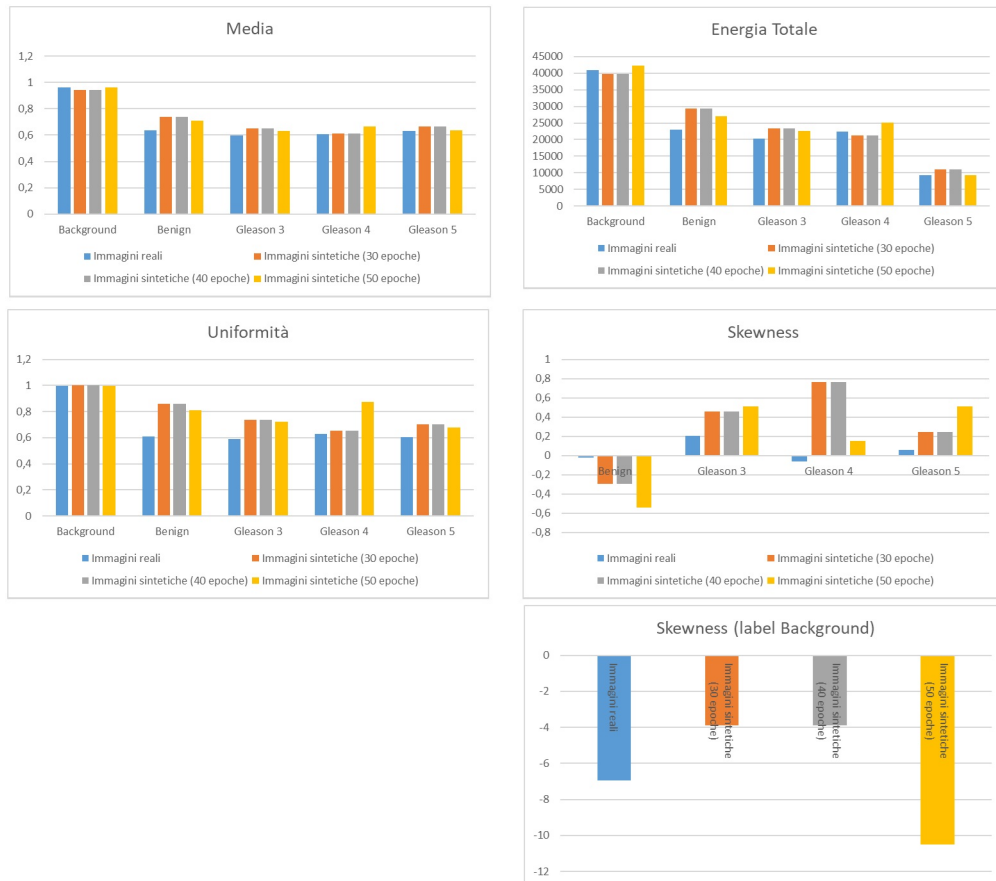 Media
1,2
1
0,8
0,6
0,4
0,2
0
Background Benign Gleason 3 Gleason 4 Gleason 5
Immagini reali Immagini sintetiche (30 epoche)
Immagini sintetiche (40 epoche) Immagini sintetiche (50 epoche)
Energia Totale
45000
40000
35000
30000
25000
20000
15000
10000
5000
0
Background Benign Gleason 3 Gleason 4 Gleason 5
Immagini reali Immagini sintetiche (30 epoche)
Immagini sintetiche (40 epoche) Immagini sintetiche (50 epoche)
Uniformità
1,2
1
0,8
0,6
0,4
0,2
0
Background Benign Gleason 3 Gleason 4 Gleason 5
Immagini reali Immagini sintetiche (30 epoche)
Immagini sintetiche (40 epoche) Immagini sintetiche (50 epoche)
Skewness
1
0,8
0,6
0,4
0,2
0
-0,2
-0,4
-0,6
-0,8
Benign Gleason 3 Gleason 4 Gleason 5
Immagini reali Immagini sintetiche (30 epoche)
Immagini sintetiche (40 epoche) Immagini sintetiche (50 epoche)
Skewness (label Background)
0
-2
-4
-6
-8
-10
-12
Immagini reali
Immagini sintetiche
(30 epoche)
Immagini sintetiche
(40 epoche)
Immagini sintetiche
(50 epoche)